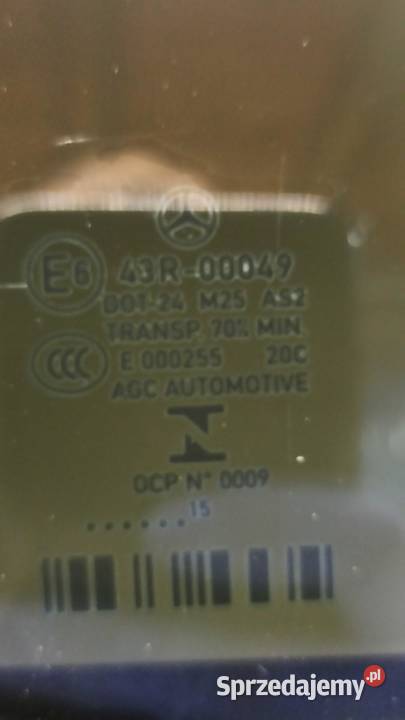 E6 43R-00049
DOT-24 M25 AS2
TRANSP. 70% MIN.
CCC E 000255 20C
AGC AUTOMOTIVE
OCP N° 0009
15
......
Sprzedajemy.pl